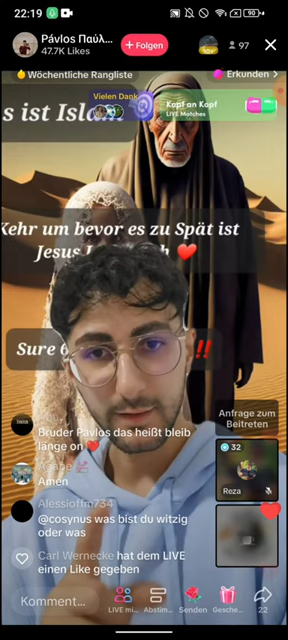 22:19
90
Pávlos Παύλ...
47.7K Likes
+ Folgen
97
Wöchentliche Rangliste
Erkunden >
s ist Islam
Vielen Dank
Kopf an Kopf
LIVE Matches
Kehr um bevor es zu Spät ist
Jesus
Sure 6
!!
Anfrage zum
Beitreten
Bruder Pavlos das heißt bleib
lange on ❤️
Amen
32
Reza
Alessioffm734
@cosynus was bist du witzig
oder was
Carl Wernecke hat dem LIVE
einen Like gegeben
Komment...
LIVE mi...
Abstim...
Senden
Gesche...
22